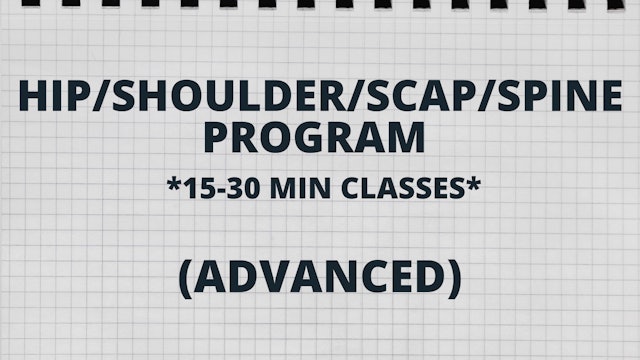 HIP/SHOULDER/SCAP/SPINE
PROGRAM
*15-30 MIN CLASSES*
(ADVANCED)